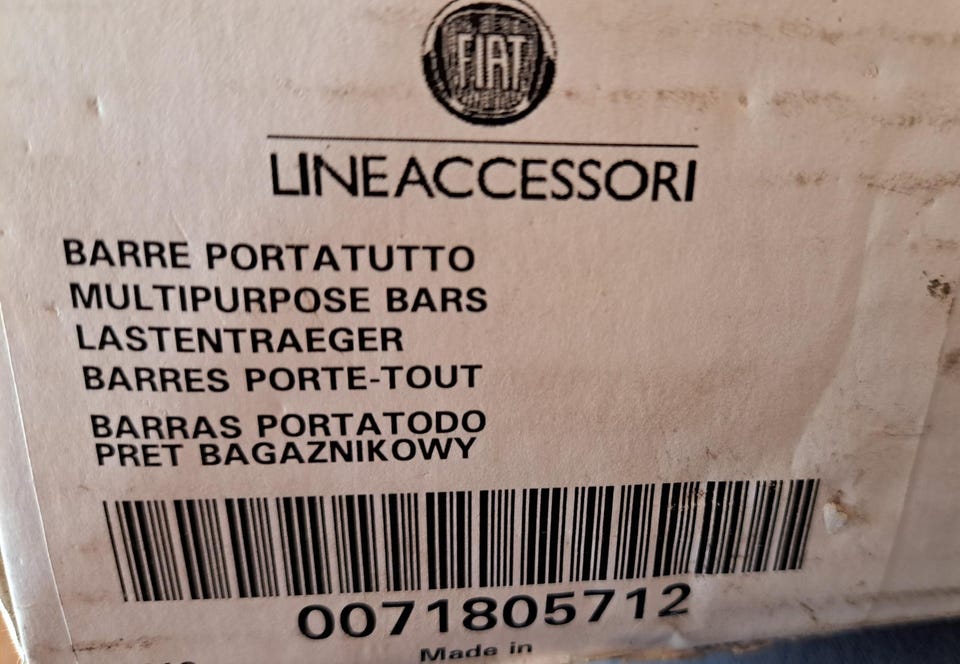 FIAT
LINEACCESSORI
BARRE PORTATUTTO
MULTIPURPOSE BARS
LASTENTRAEGER
BARRES PORTE-TOUT
BARRAS PORTATODO
PRET BAGAZNIKOWY
0071805712
Made in